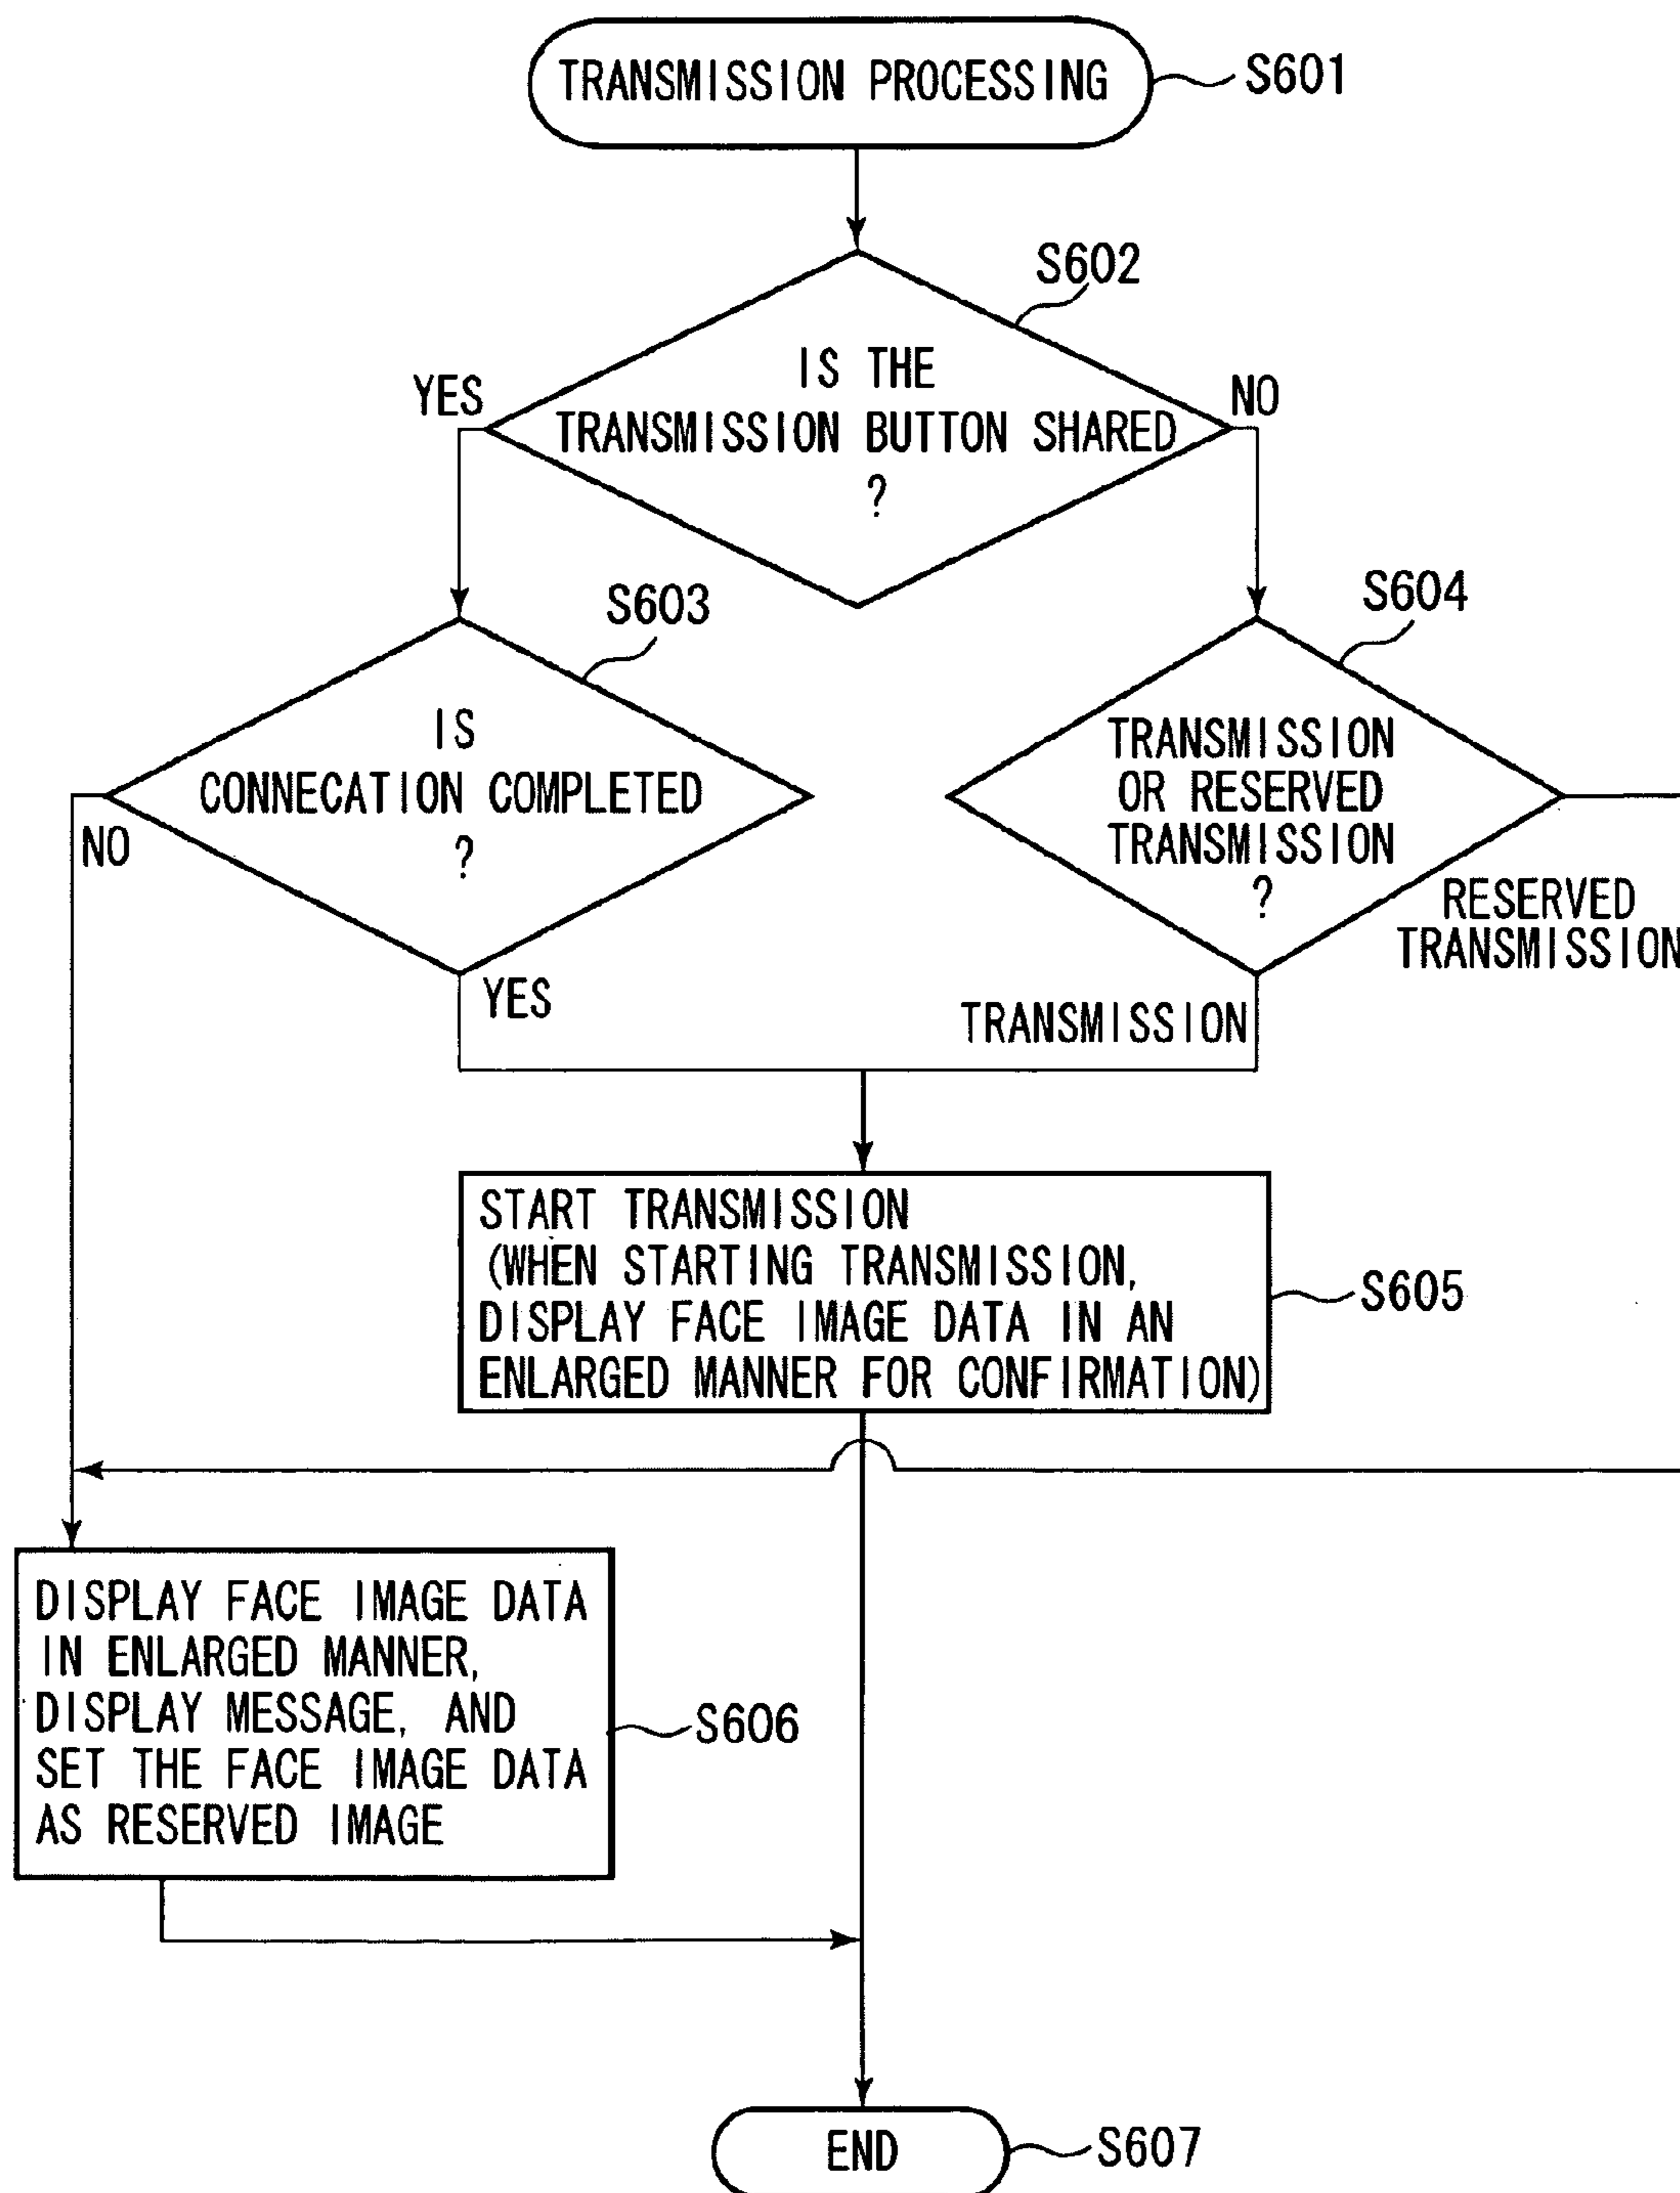 TRANSMISSION PROCESSING
S601
S602
IS THE
TRANSMISSION BUTTON SHARED
?
YES
NO
S603
IS
CONNECATION COMPLETED
?
NO
YES
S604
TRANSMISSION
OR RESERVED
TRANSMISSION
?
RESERVED
TRANSMISSION
TRANSMISSION
START TRANSMISSION
(WHEN STARTING TRANSMISSION,
DISPLAY FACE IMAGE DATA IN AN
ENLARGED MANNER FOR CONFIRMATION)
S605
DISPLAY FACE IMAGE DATA
IN ENLARGED MANNER,
DISPLAY MESSAGE, AND
SET THE FACE IMAGE DATA
AS RESERVED IMAGE
S606
END
S607